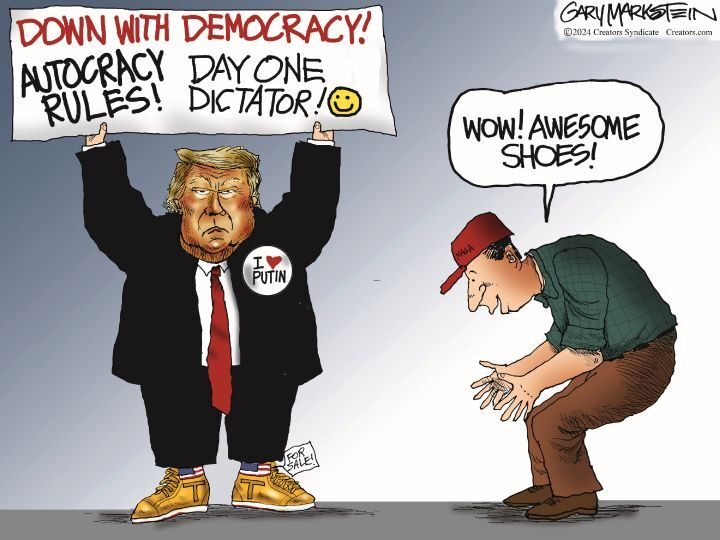 DOWN WITH DEMOCRACY!
AUTOCRACY RULES!
DAY ONE DICTATOR!
GARY MARKSTEIN
©2024 Creators Syndicate Creators.com
WOW! AWESOME
SHOES!
MAGA
I ♥
PUTIN
FOR
SALE!
T
T